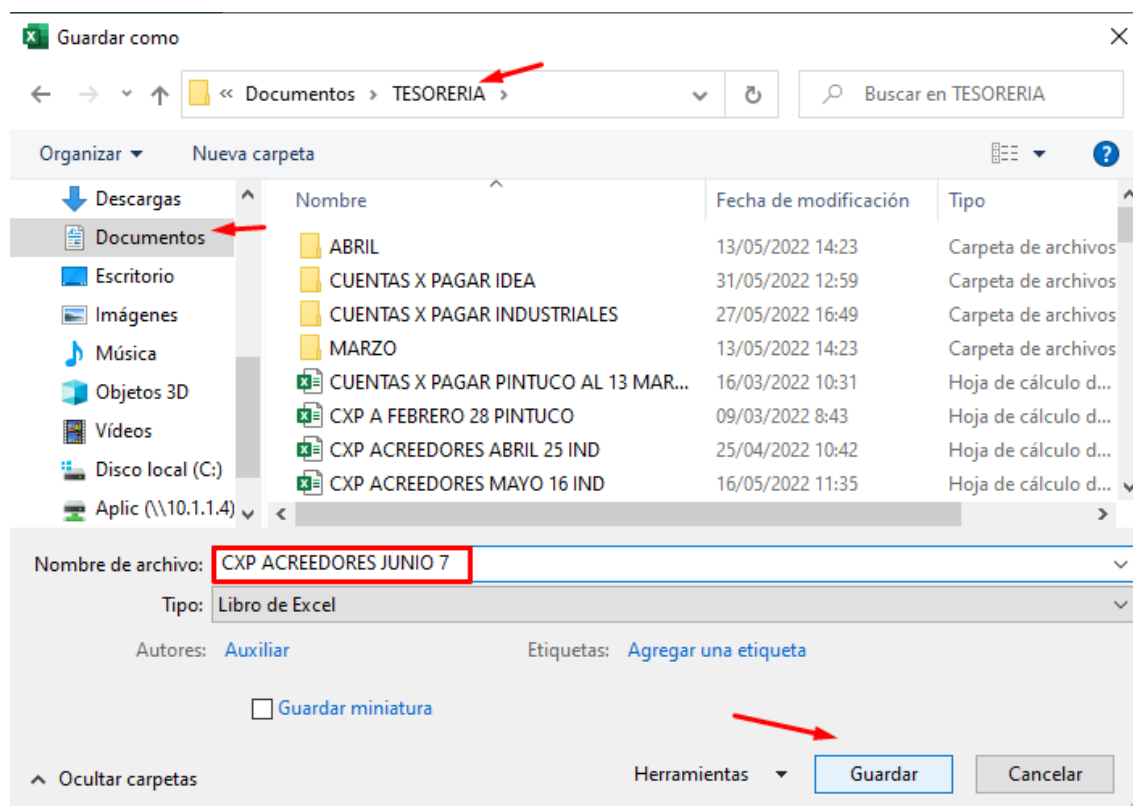 Guardar como
« Documentos › TESORERIA ›
Buscar en TESORERIA
Organizar
Nueva carpeta
?
Descargas
Documentos
Escritorio
Imágenes
Música
Objetos 3D
Vídeos
Disco local (C:)
Aplic (\\10.1.1.4)
Nombre Fecha de modificación Tipo
ABRIL 13/05/2022 14:23 Carpeta de archivos
CUENTAS X PAGAR IDEA 31/05/2022 12:59 Carpeta de archivos
CUENTAS X PAGAR INDUSTRIALES 27/05/2022 16:49 Carpeta de archivos
MARZO 13/05/2022 14:23 Carpeta de archivos
CUENTAS X PAGAR PINTUCO AL 13 MAR... 16/03/2022 10:31 Hoja de cálculo d...
CXP A FEBRERO 28 PINTUCO 09/03/2022 8:43 Hoja de cálculo d...
CXP ACREEDORES ABRIL 25 IND 25/04/2022 10:42 Hoja de cálculo d...
CXP ACREEDORES MAYO 16 IND 16/05/2022 11:35 Hoja de cálculo d...
Nombre de archivo: CXP ACREEDORES JUNIO 7
Tipo: Libro de Excel
Autores: Auxiliar
Etiquetas: Agregar una etiqueta
Guardar miniatura
Ocultar carpetas
Herramientas
Guardar
Cancelar